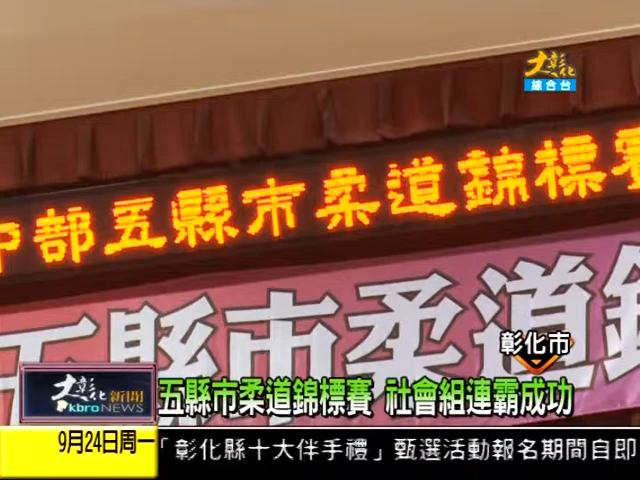 大彰化
綜合台
中部五縣市柔道錦標賽
五縣市柔道錦
彰化市
大彰化新聞
kbro NEWS
五縣市柔道錦標賽 社會組連霸成功
9月24日周一
「彰化縣十大伴手禮」甄選活動報名期間自即